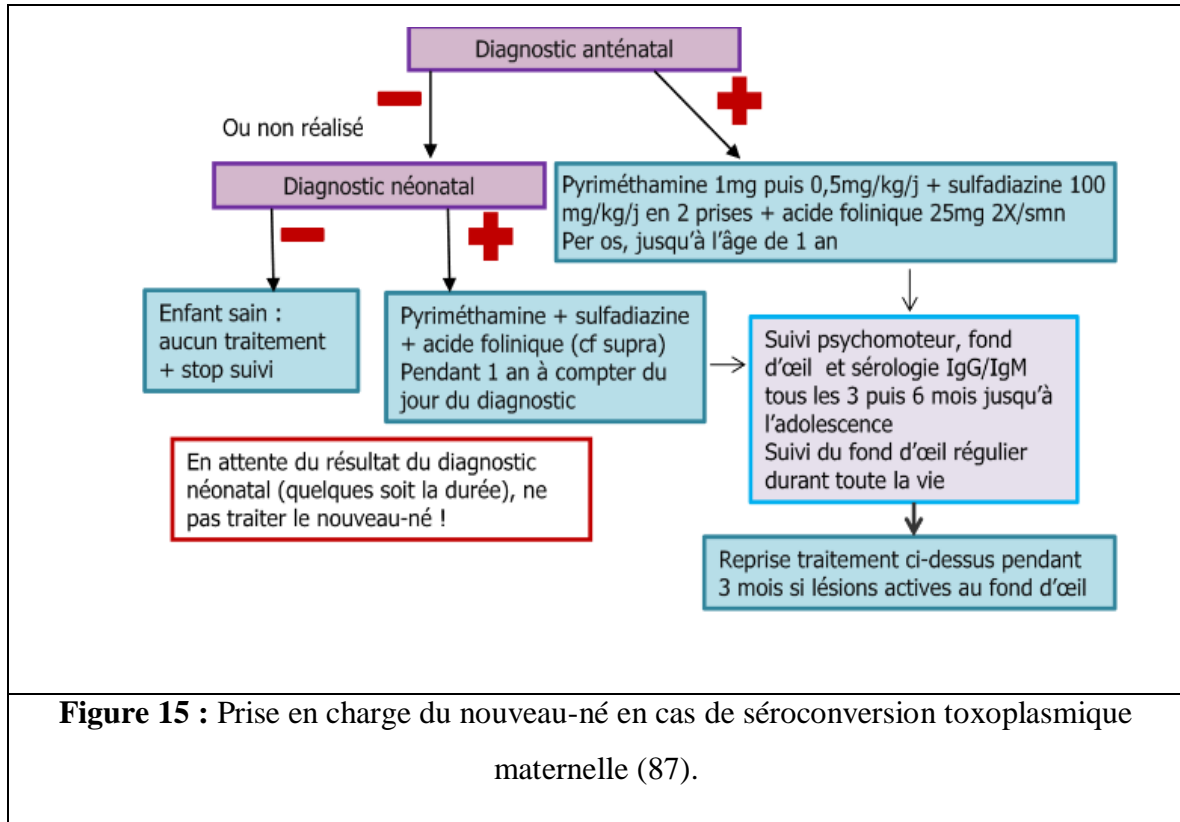 Diagnostic anténatal
Ou non réalisé
Diagnostic néonatal
Pyriméthamine 1mg puis 0,5mg/kg/j + sulfadiazine 100
mg/kg/j en 2 prises + acide folinique 25mg 2X/smn
Per os, jusqu'à l'âge de 1 an
Enfant sain :
aucun traitement
+ stop suivi
Pyriméthamine + sulfadiazine
+ acide folinique (cf supra)
Pendant 1 an à compter du
jour du diagnostic
Suivi psychomoteur, fond
d'œil et sérologie IgG/IgM
tous les 3 puis 6 mois jusqu'à
l'adolescence
Suivi du fond d'œil régulier
durant toute la vie
En attente du résultat du diagnostic
néonatal (quelques soit la durée), ne
pas traiter le nouveau-né !
Reprise traitement ci-dessus pendant
3 mois si lésions actives au fond d'œil
Figure 15 : Prise en charge du nouveau-né en cas de séroconversion toxoplasmique
maternelle (87).